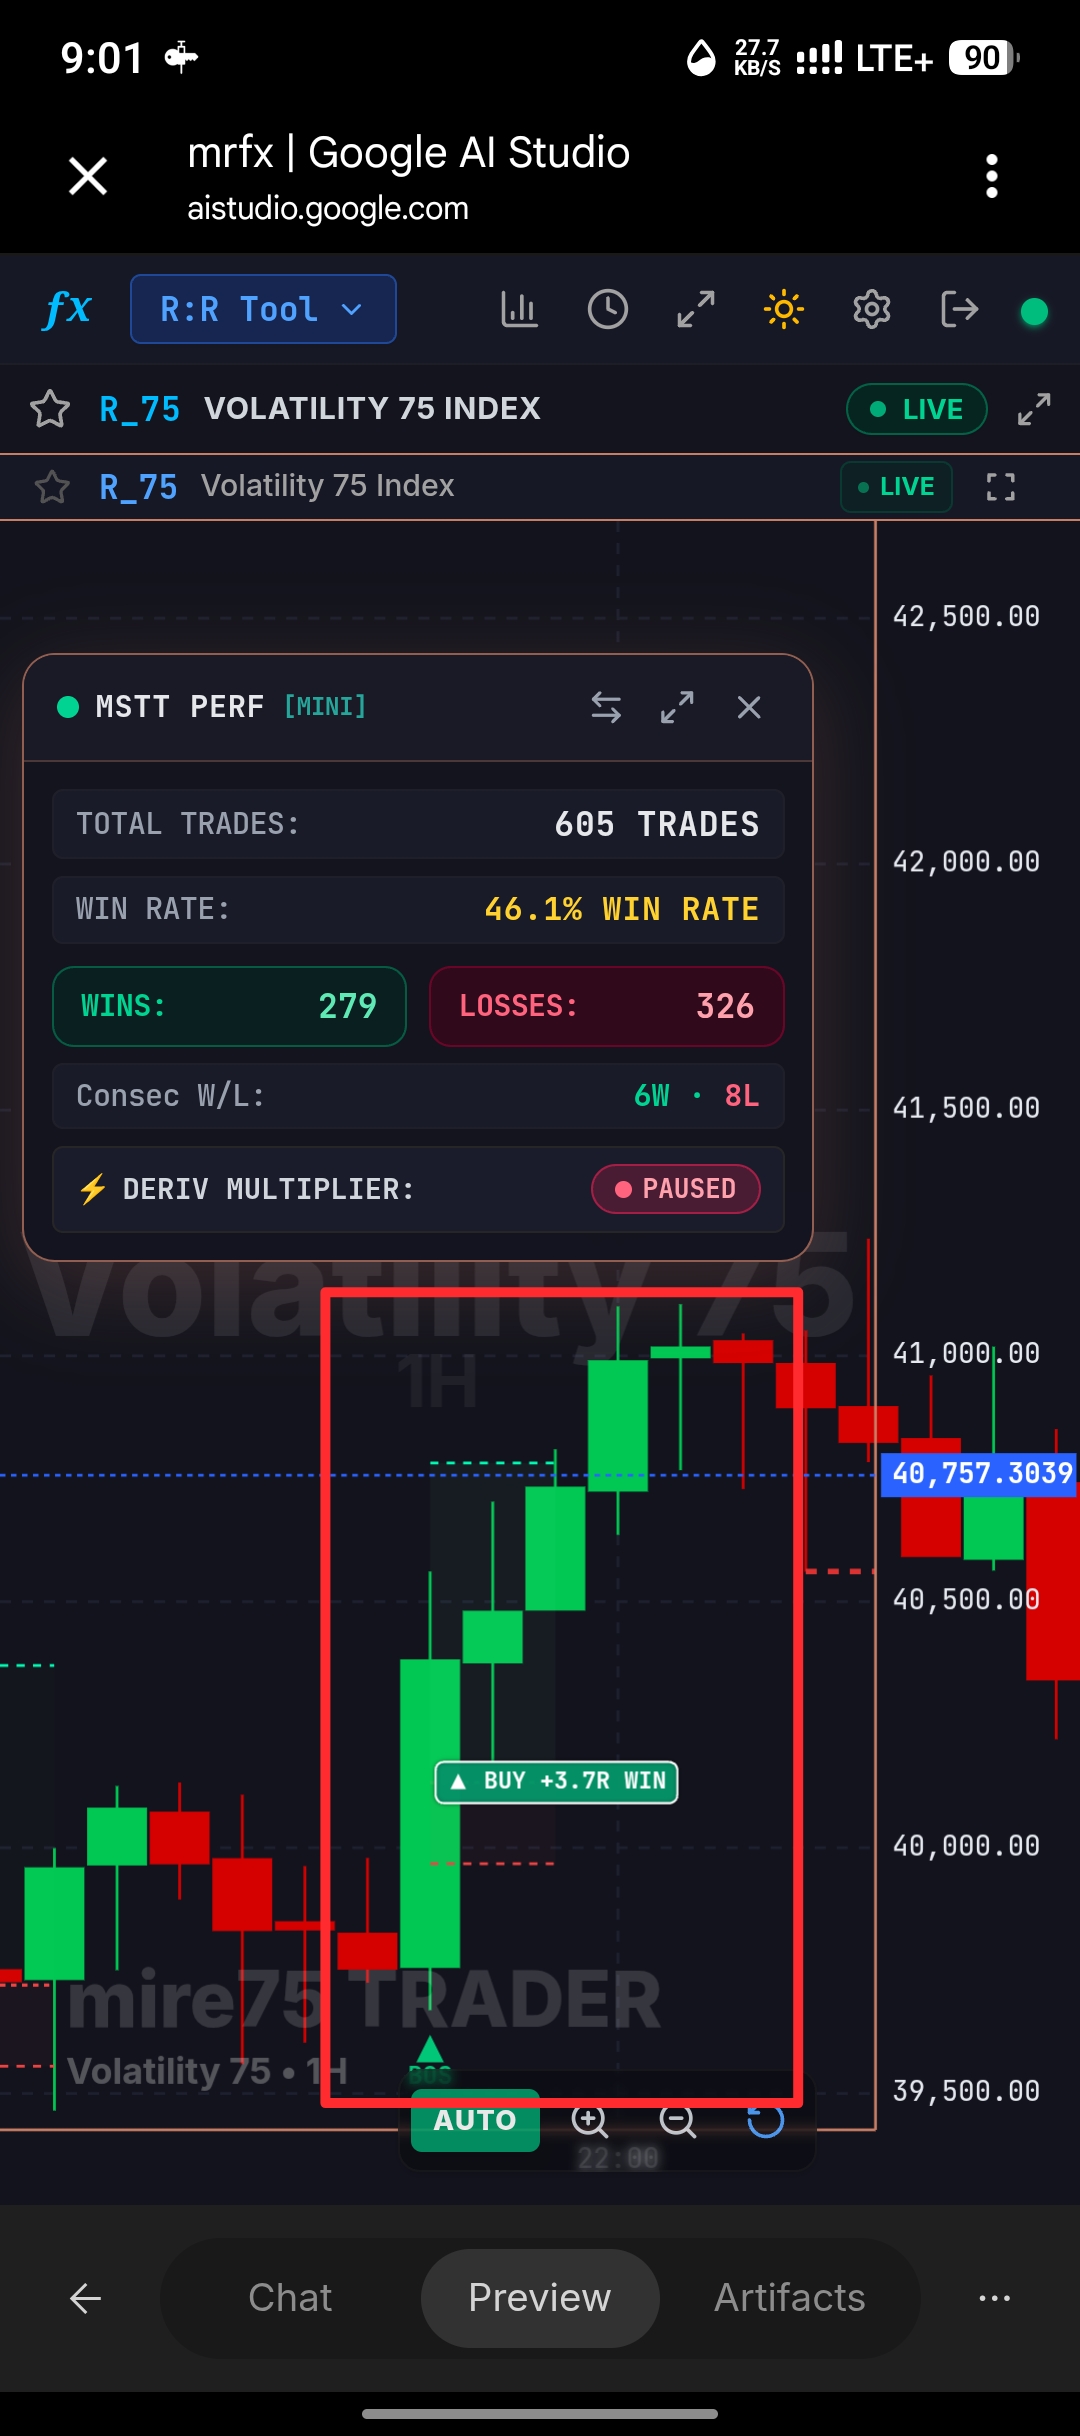 9:01
27.7
KB/S
LTE+
90
mrfx | Google AI Studio
aistudio.google.com
fx
R:R Tool
R_75 VOLATILITY 75 INDEX
LIVE
R_75 Volatility 75 Index
LIVE
42,500.00
MSTT PERF [MINI]
TOTAL TRADES: 605 TRADES
42,000.00
WIN RATE: 46.1% WIN RATE
WINS: 279
LOSSES: 326
Consec W/L: 6W · 8L
41,500.00
⚡ DERIV MULTIPLIER: PAUSED
Volatility 75
1H
41,000.00
40,757.3039
40,500.00
▲ BUY +3.7R WIN
40,000.00
mire75 TRADER
Volatility 75 • 1H
BOS
39,500.00
AUTO
22:00
Chat
Preview
Artifacts